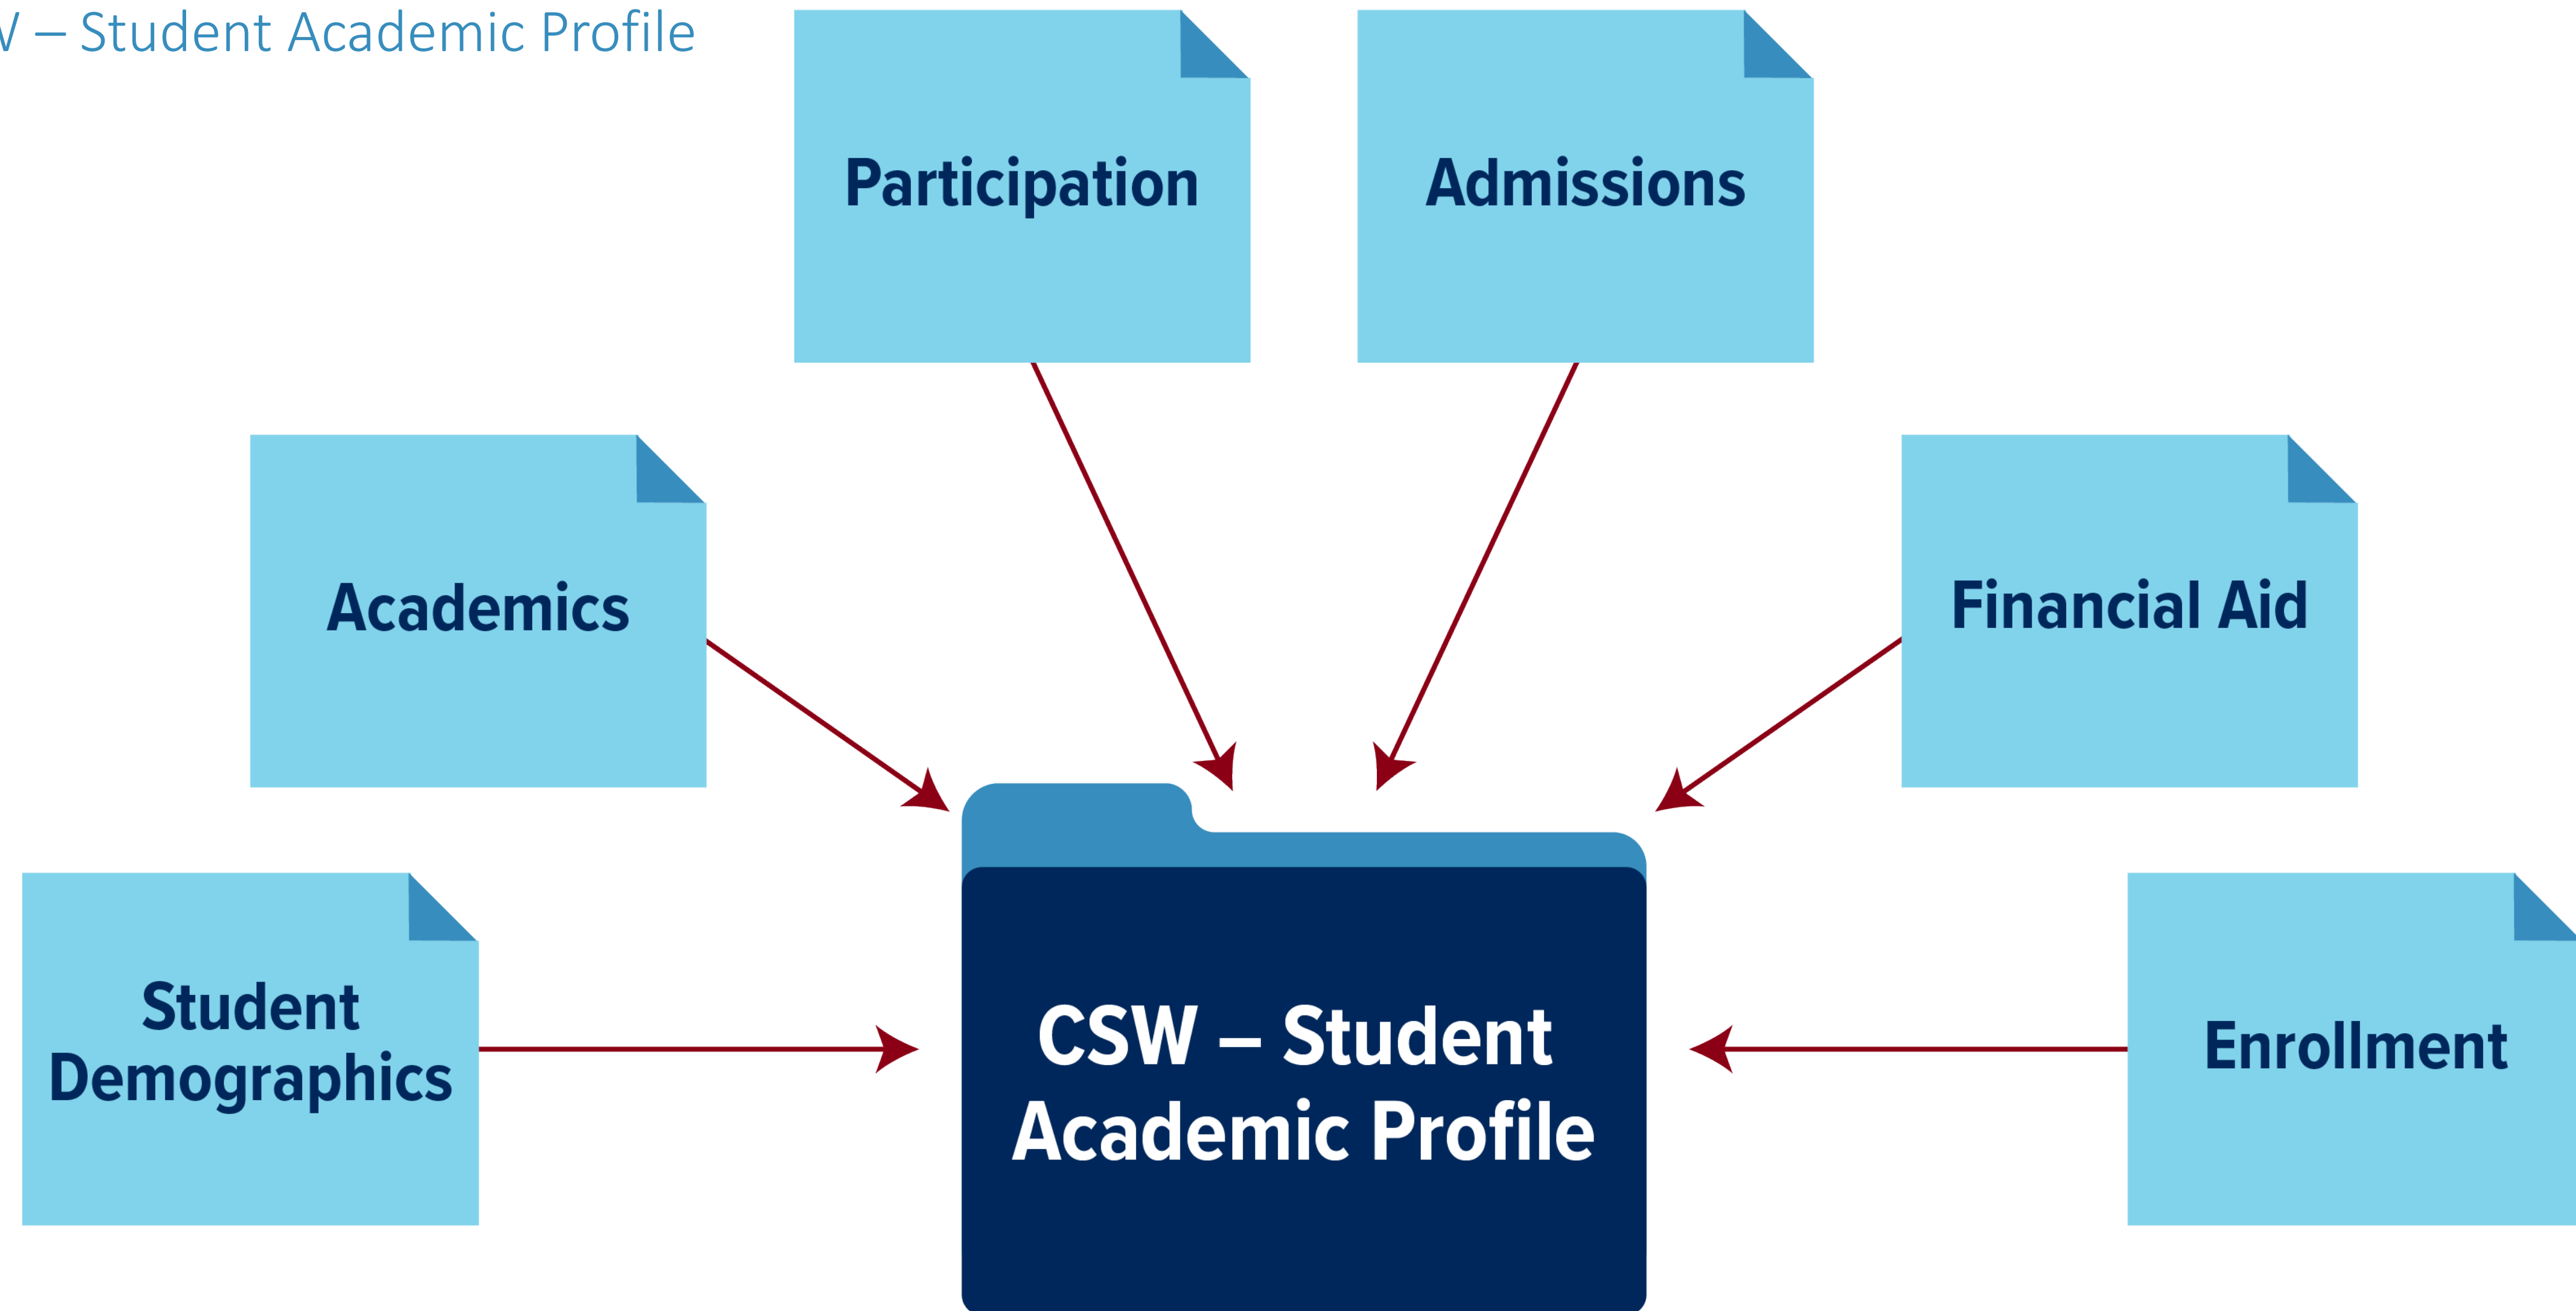 – Student Academic Profile
Participation
Admissions
Academics
Financial Aid
Student
Demographics
Enrollment
CSW – Student
Academic Profile